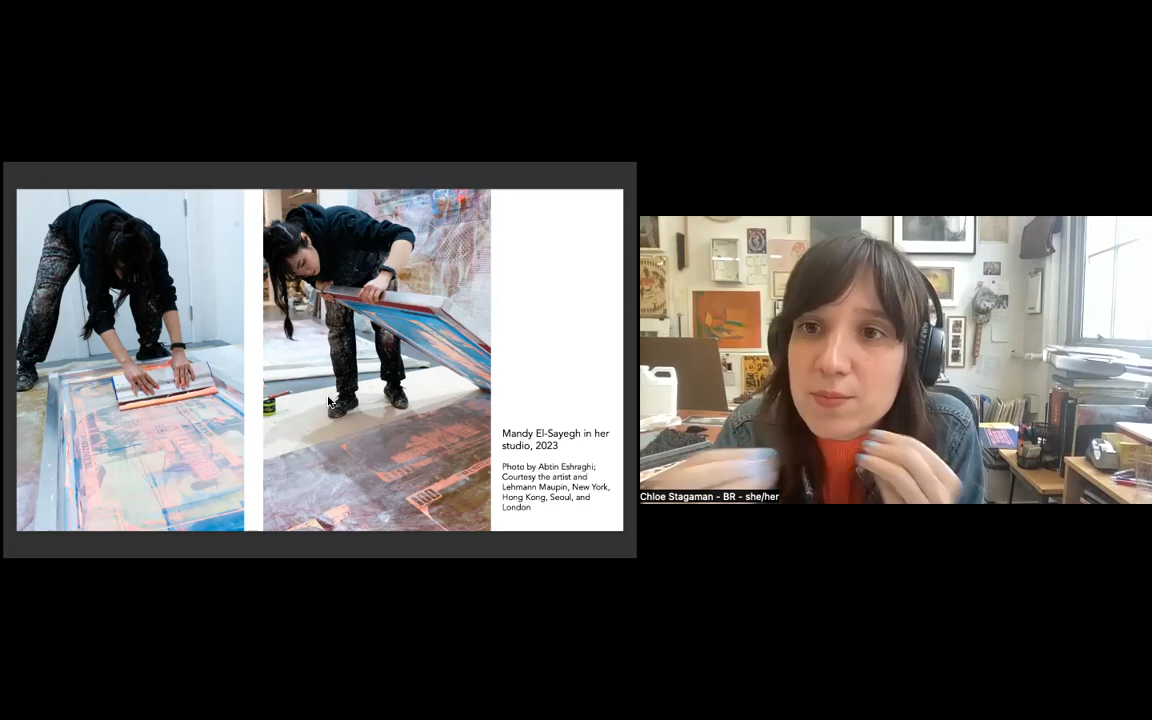 Mandy El-Sayegh in her
studio, 2023
Photo by Abtin Eshraghi;
Courtesy the artist and
Lehmann Maupin, New York,
Hong Kong, Seoul, and
London
Chloe Stagaman - BR - she/her